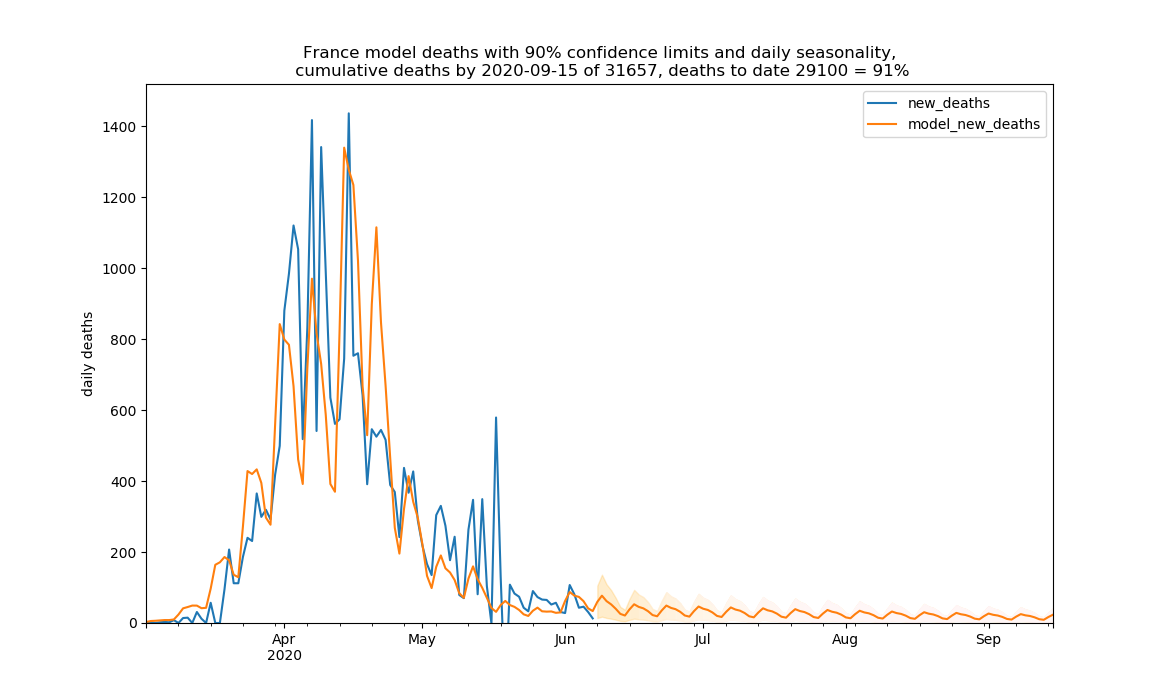 France model deaths with 90% confidence limits and daily seasonality,
cumulative deaths by 2020-09-15 of 31657, deaths to date 29100 = 91%
new_deaths
model_new_deaths
daily deaths
1400
1200
1000
800
600
400
200
0
Apr
2020
May
Jun
Jul
Aug
Sep